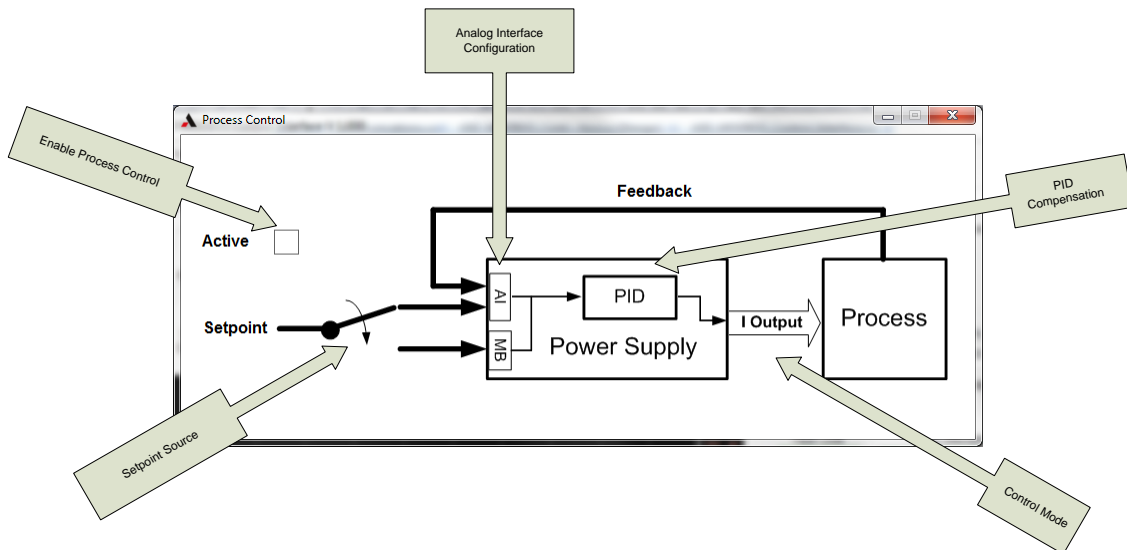 Analog Interface
Configuration
Process Control
Enable Process Control
Feedback
PID
Compensation
Active
AI
PID
Setpoint
I Output
Process
MB
Power Supply
Setpoint Source
Control Mode